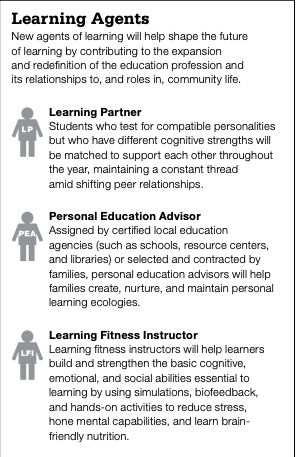 Learning Agents
New agents of learning will help shape the future
of learning by contributing to the expansion
and redefinition of the education profession and
its relationships to, and roles in, community life.
Learning Partner
LP
Students who test for compatible personalities
but who have different cognitive strengths will
be matched to support each other throughout
the year, maintaining a constant thread
amid shifting peer relationships.
Personal Education Advisor
PEA
Assigned by certified local education
agencies (such as schools, resource centers,
and libraries) or selected and contracted by
families, personal education advisors will help
families create, nurture, and maintain personal
learning ecologies.
Learning Fitness Instructor
LFI
Learning fitness instructors will help learners
build and strengthen the basic cognitive,
emotional, and social abilities essential to
learning by using simulations, biofeedback,
and hands-on activities to reduce stress,
hone mental capabilities, and learn brain-
friendly nutrition.